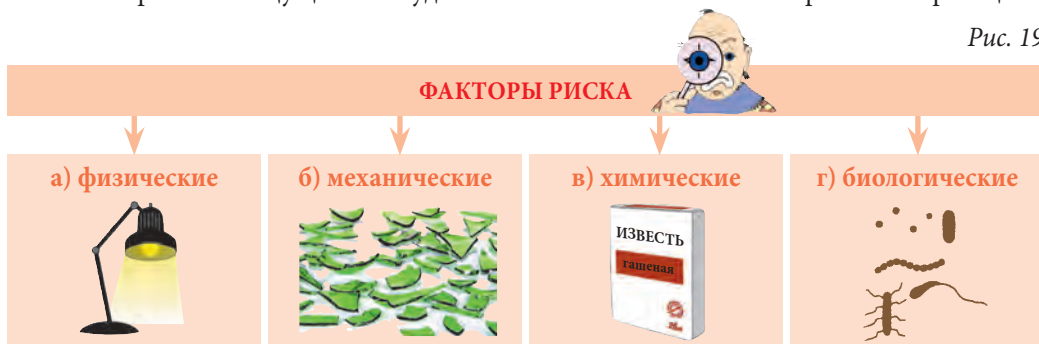 Рис. 19
ФАКТОРЫ РИСКА
а) физические
б) механические
в) химические
г) биологические
ИЗВЕСТЬ
гашеная